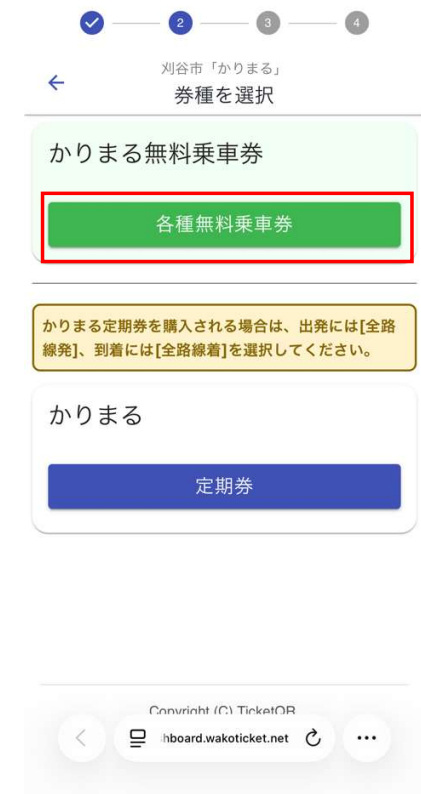 2
3
4
刈谷市「かりまる」
券種を選択
かりまる無料乗車券
各種無料乗車券
かりまる定期券を購入される場合は、出発には[全路
線発]、到着には[全路線着]を選択してください。
かりまる
定期券
Copyright (C) TicketQR
hboard.wakoticket.net